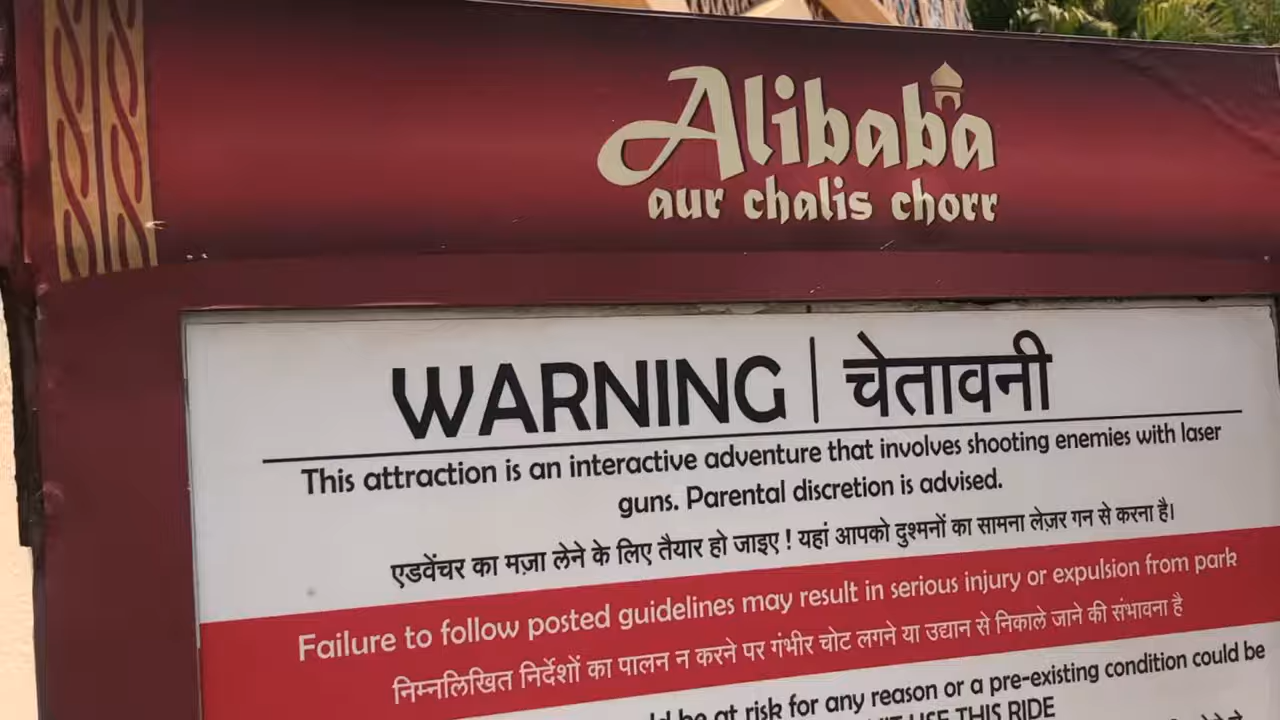 Alibaba
aur chalis chorr
WARNING | चेतावनी
This attraction is an interactive adventure that involves shooting enemies with laser
guns. Parental discretion is advised.
एडवेंचर का मज़ा लेने के लिए तैयार हो जाइए ! यहां आपको दुश्मनों का सामना लेज़र गन से करना है।
Failure to follow posted guidelines may result in serious injury or expulsion from park
निम्नलिखित निर्देशों का पालन न करने पर गंभीर चोट लगने या उद्यान से निकाले जाने की संभावना है
be at risk for any reason or a pre-existing condition could be
USE THIS RIDE